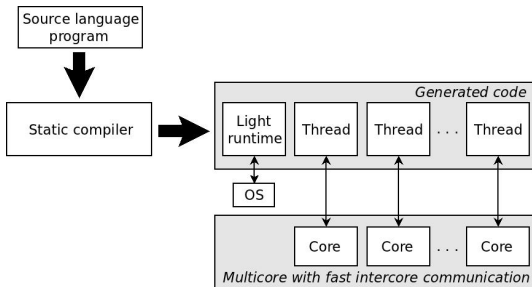 Source language
program
Static compiler
Generated code
Light
runtime
Thread
Thread
. . .
Thread
OS
Core
Core
. . .
Core
Multicore with fast intercore communication